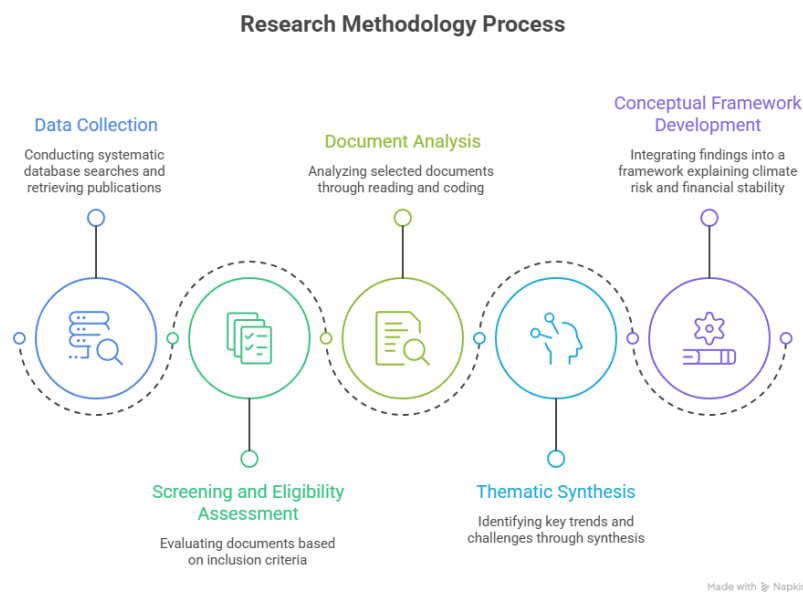 Research Methodology Process
Data Collection
Conducting systematic
database searches and
retrieving publications
Document Analysis
Analyzing selected documents
through reading and coding
Conceptual Framework
Development
Integrating findings into a
framework explaining climate
risk and financial stability
Screening and Eligibility
Assessment
Evaluating documents based
on inclusion criteria
Thematic Synthesis
Identifying key trends and
challenges through synthesis
Made with Napki